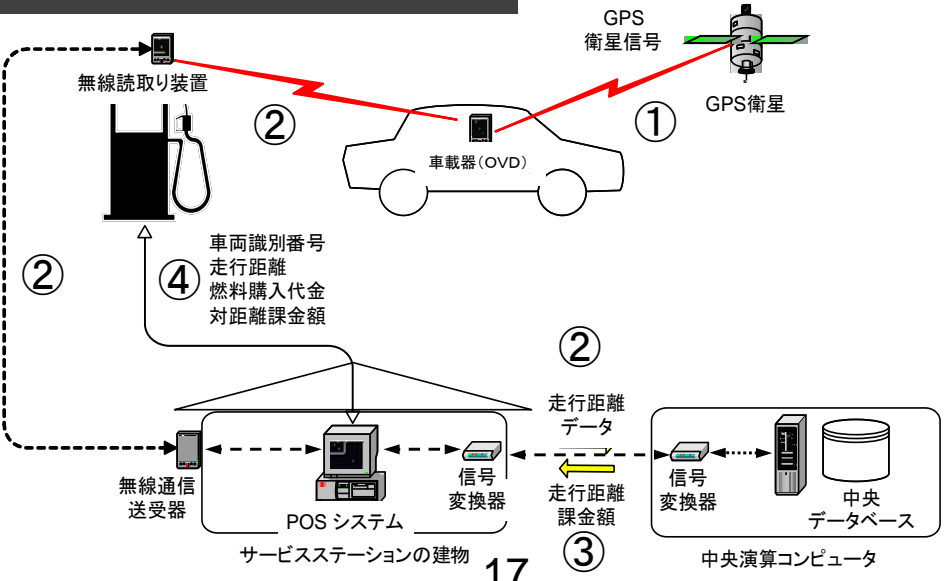 GPS
衛星信号
GPS衛星
①
無線読取り装置
②
車載器(OVD)
②
④
車両識別番号
走行距離
燃料購入代金
対距離課金額
②
走行距離
データ
走行距離
課金額
③
無線通信
送受器
POS システム
信号
変換器
サービスステーションの建物
信号
変換器
中央
データベース
中央演算コンピュータ
17